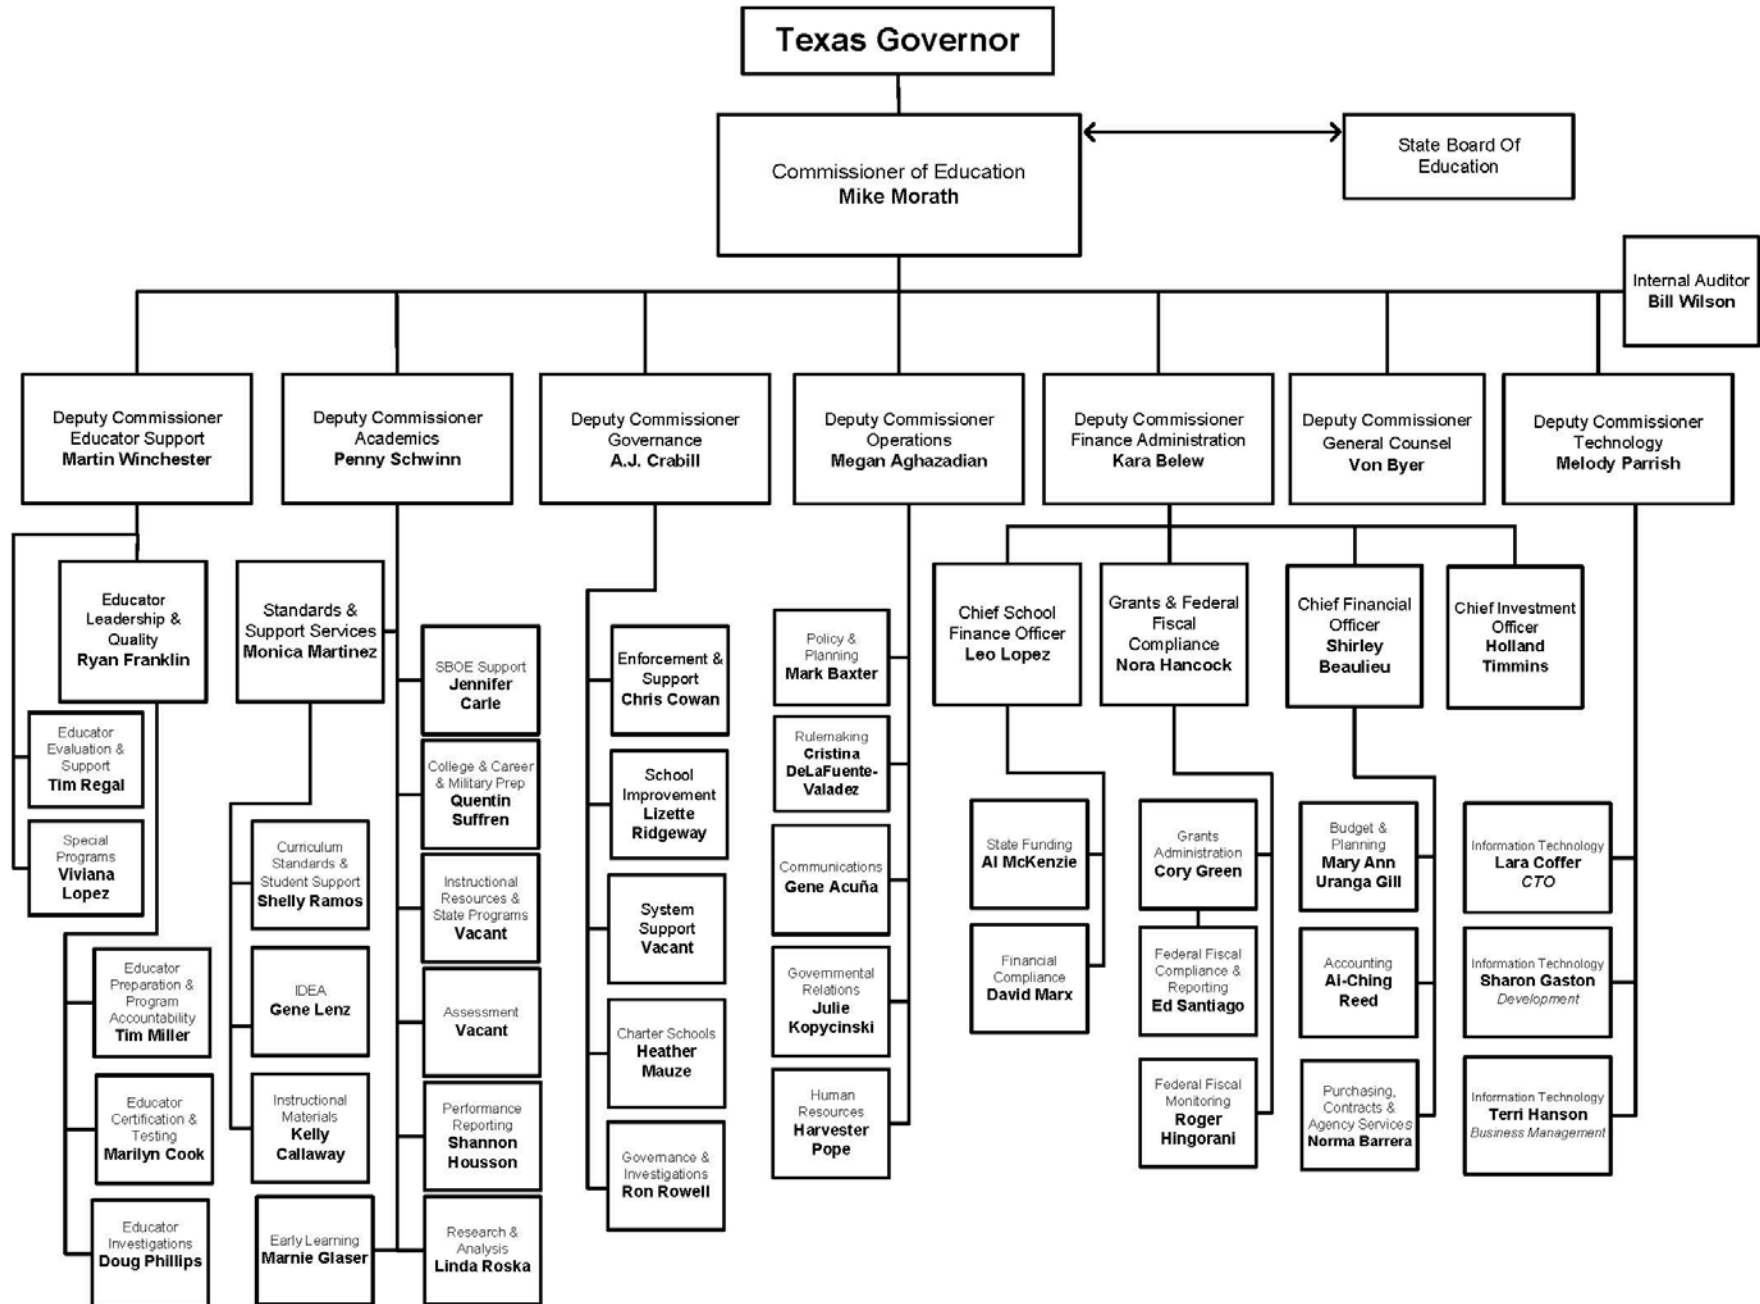 Texas Governor
Commissioner of Education
Mike Morath
State Board Of
Education
Internal Auditor
Bill Wilson
Deputy Commissioner
Educator Support
Martin Winchester
Deputy Commissioner
Academics
Penny Schwinn
Deputy Commissioner
Governance
A.J. Crabill
Deputy Commissioner
Operations
Megan Aghazadian
Deputy Commissioner
Finance Administration
Kara Belew
Deputy Commissioner
General Counsel
Von Byer
Deputy Commissioner
Technology
Melody Parrish
Educator
Leadership &
Quality
Ryan Franklin
Educator
Evaluation &
Support
Tim Regal
Special
Programs
Viviana
Lopez
Educator
Preparation &
Program
Accountability
Tim Miller
Educator
Certification &
Testing
Marilyn Cook
Educator
Investigations
Doug Phillips
Standards &
Support Services
Monica Martinez
Curriculum
Standards &
Student Support
Shelly Ramos
IDEA
Gene Lenz
Instructional
Materials
Kelly
Callaway
Early Learning
Marnie Glaser
SBOE Support
Jennifer
Carle
College & Career
& Military Prep
Quentin
Suffren
Instructional
Resources &
State Programs
Vacant
Assessment
Vacant
Performance
Reporting
Shannon
Housson
Research &
Analysis
Linda Roska
Enforcement &
Support
Chris Cowan
School
Improvement
Lizette
Ridgeway
System
Support
Vacant
Charter Schools
Heather
Mauze
Governance &
Investigations
Ron Rowell
Policy &
Planning
Mark Baxter
Rulemaking
Cristina
DeLaFuente-
Valadez
Communications
Gene Acuña
Governmental
Relations
Julie
Kopycinski
Human
Resources
Harvester
Pope
Chief School
Finance Officer
Leo Lopez
State Funding
Al McKenzie
Financial
Compliance
David Marx
Grants & Federal
Fiscal
Compliance
Nora Hancock
Grants
Administration
Cory Green
Federal Fiscal
Compliance &
Reporting
Ed Santiago
Federal Fiscal
Monitoring
Roger
Hingorani
Chief Financial
Officer
Shirley
Beaulieu
Budget &
Planning
Mary Ann
Uranga Gill
Accounting
Ai-Ching
Reed
Purchasing,
Contracts &
Agency Services
Norma Barrera
Chief Investment
Officer
Holland
Timmins
Information Technology
Lara Coffer
CTO
Information Technology
Sharon Gaston
Development
Information Technology
Terri Hanson
Business Management